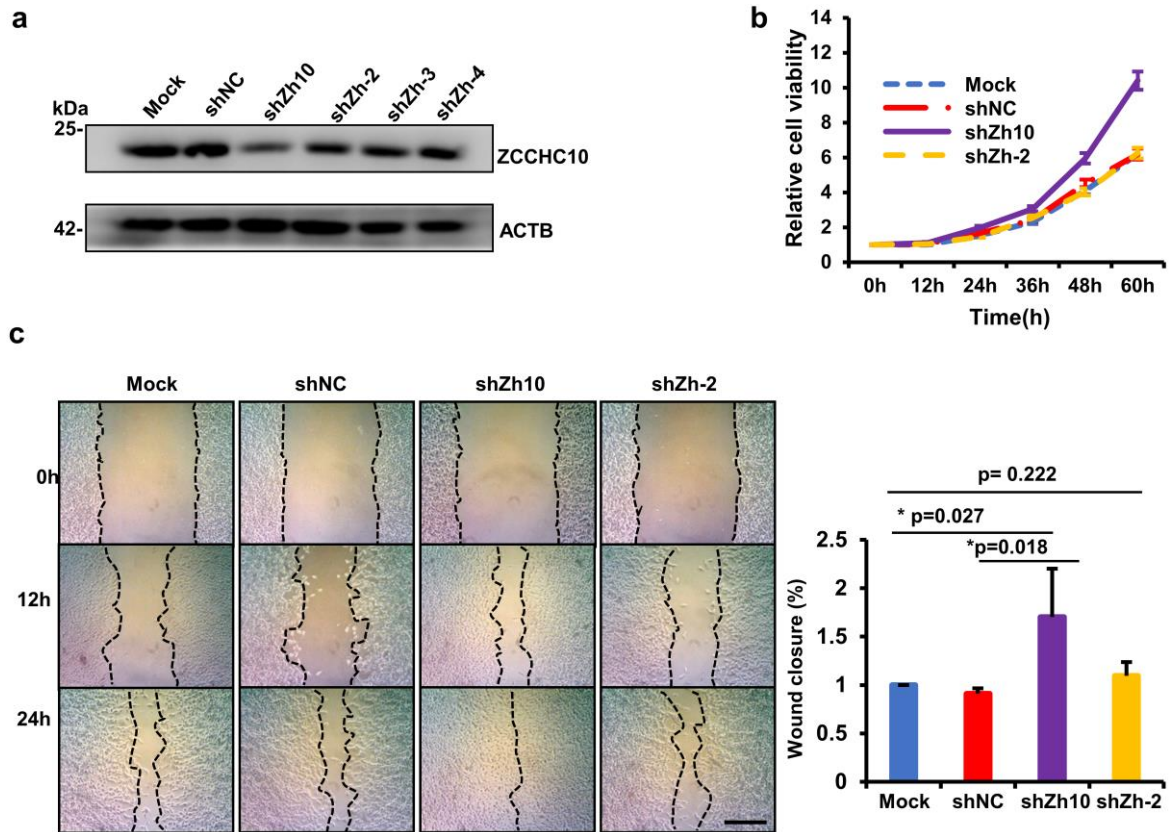 a
Mock shNC shZh10 shZh-2 shZh-3 shZh-4
kDa
25-
ZCCHC10
42-
ACTB
b
Relative cell viability
14
12
10
8
6
4
2
0
Mock
shNC
shZh10
shZh-2
0h 12h 24h 36h 48h 60h
Time(h)
c
Mock shNC shZh10 shZh-2
0h
12h
24h
p= 0.222
* p=0.027
*p=0.018
Wound closure (%)
2.5
2
1.5
1
0.5
0
Mock shNC shZh10 shZh-2